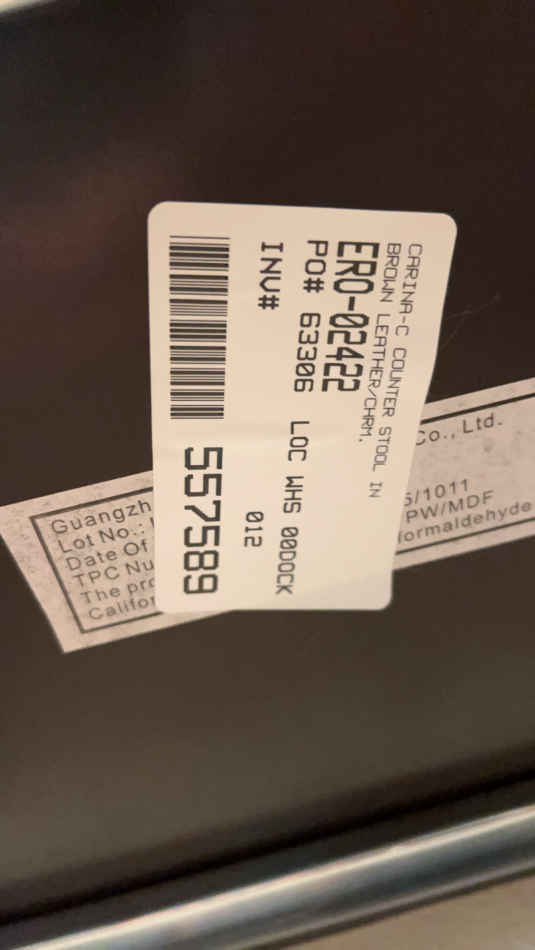 CARINA-C COUNTER STOOL IN
BROWN LEATHER/CHRM.
ERO-02422
PO# 63306 LOC WHS 00DOCK
INV# 012
557589
Guangzh
Co., Ltd.
Lot No.:
Date Of 5/1011
TPC Nu PW/MDF
The pro formaldehyde
Califor